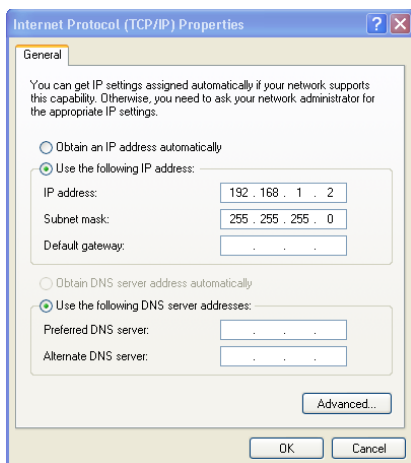 Internet Protocol (TCP/IP) Properties
General
You can get IP settings assigned automatically if your network supports
this capability. Otherwise, you need to ask your network administrator for
the appropriate IP settings.
Obtain an IP address automatically
Use the following IP address:
IP address: 192 . 168 . 1 . 2
Subnet mask: 255 . 255 . 255 . 0
Default gateway: . . .
Obtain DNS server address automatically
Use the following DNS server addresses:
Preferred DNS server: . . .
Alternate DNS server: . . .
Advanced...
OK Cancel